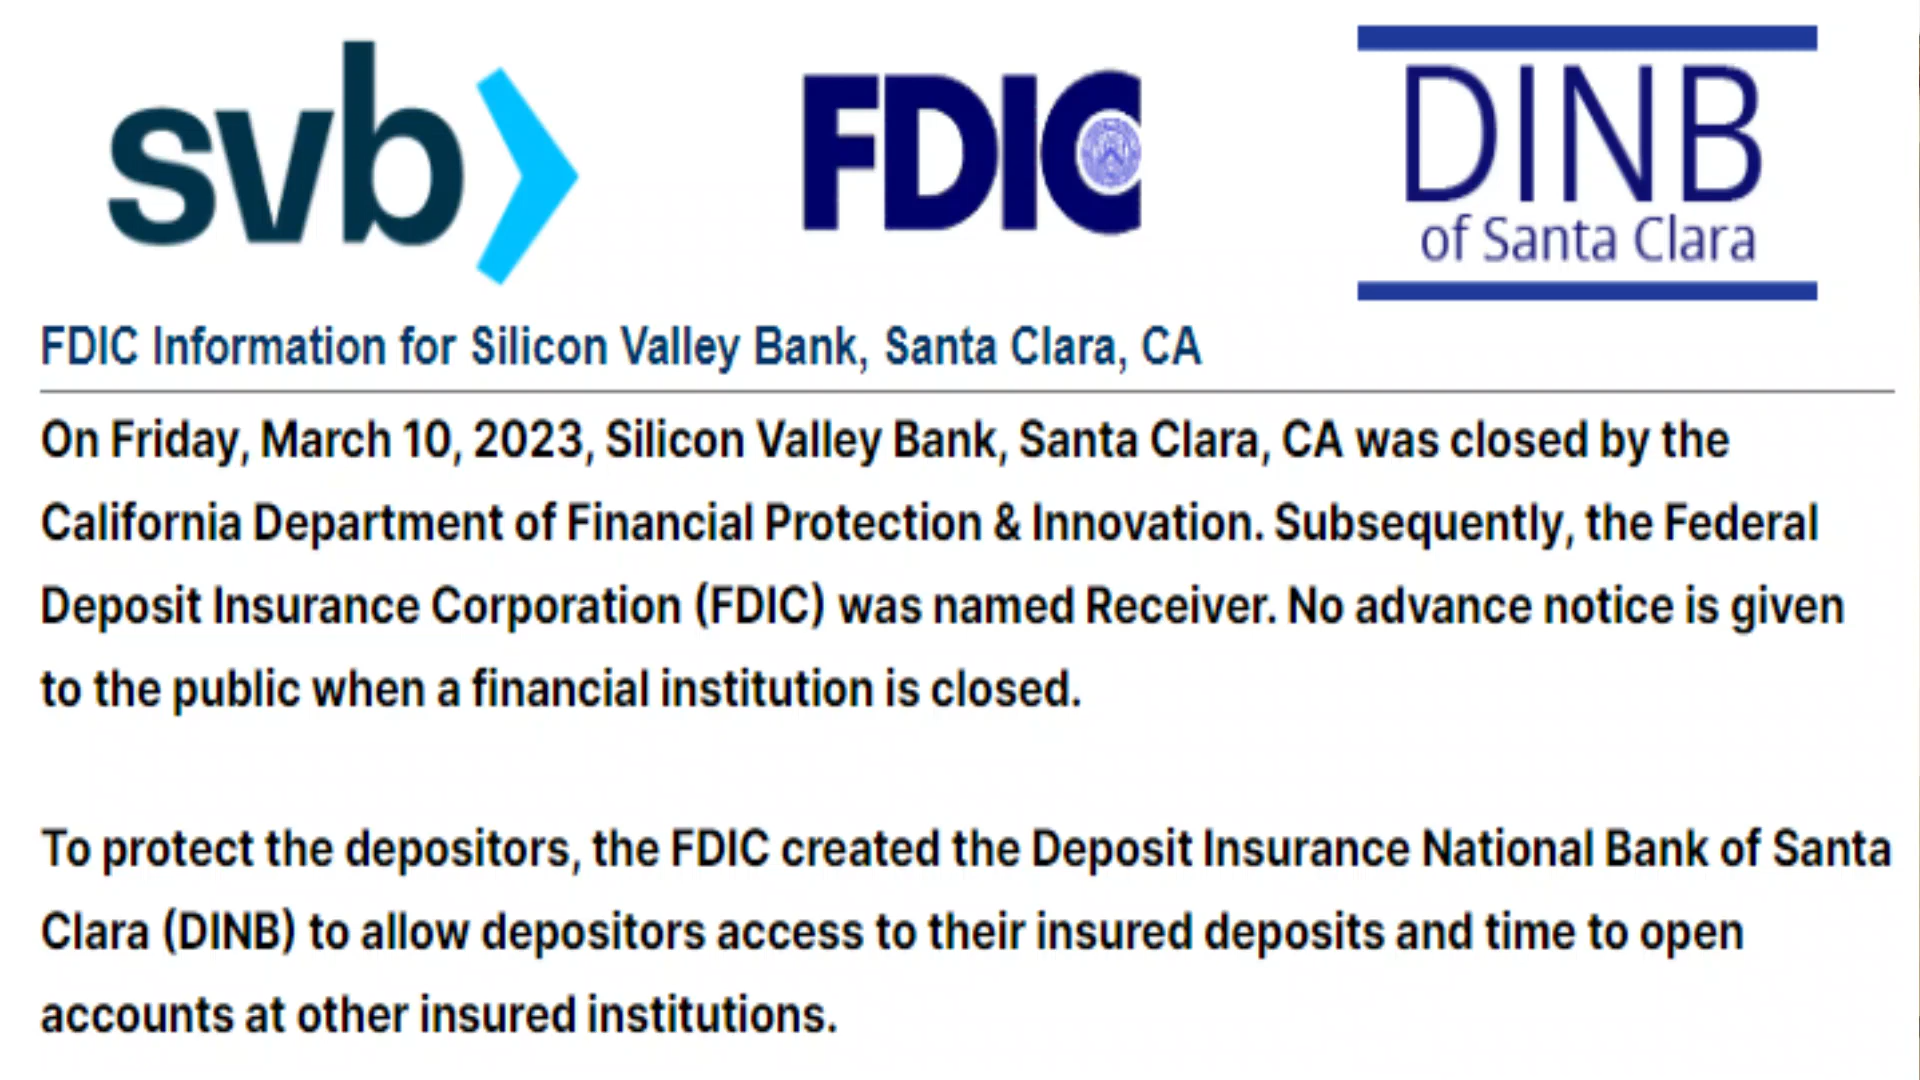 svb
FDIC
DINB
of Santa Clara
FDIC Information for Silicon Valley Bank, Santa Clara, CA
On Friday, March 10, 2023, Silicon Valley Bank, Santa Clara, CA was closed by the
California Department of Financial Protection & Innovation. Subsequently, the Federal
Deposit Insurance Corporation (FDIC) was named Receiver. No advance notice is given
to the public when a financial institution is closed.
To protect the depositors, the FDIC created the Deposit Insurance National Bank of Santa
Clara (DINB) to allow depositors access to their insured deposits and time to open
accounts at other insured institutions.